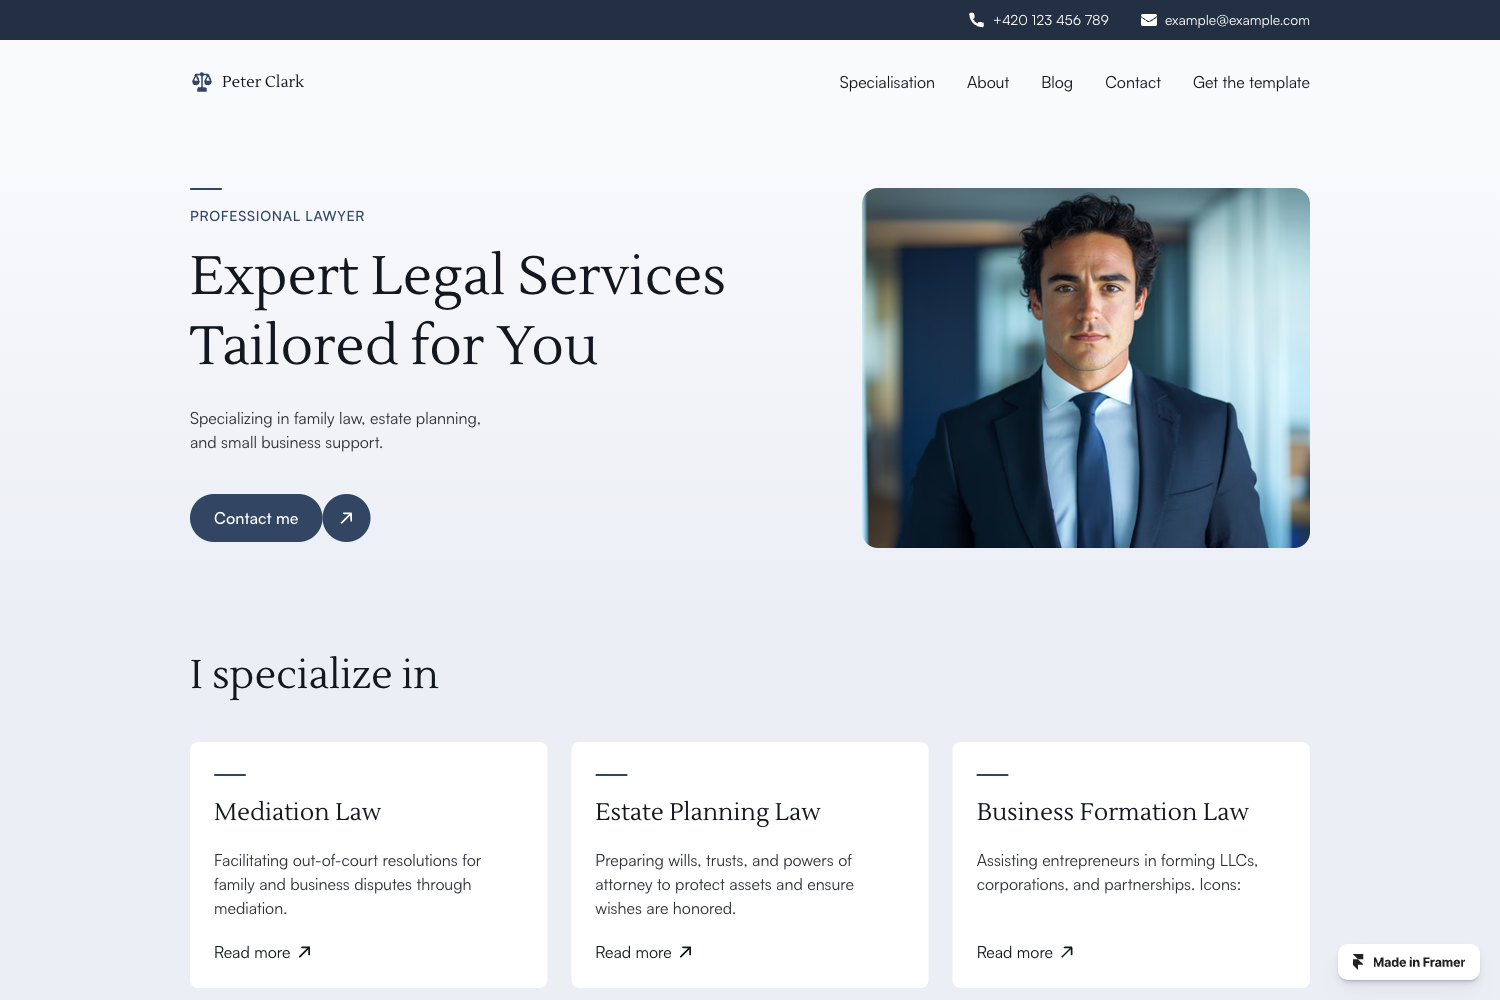 +420 123 456 789 example@example.com
Peter Clark
Specialisation About Blog Contact Get the template
PROFESSIONAL LAWYER
Expert Legal Services
Tailored for You
Specializing in family law, estate planning,
and small business support.
Contact me
I specialize in
Mediation Law
Facilitating out-of-court resolutions for
family and business disputes through
mediation.
Read more
Estate Planning Law
Preparing wills, trusts, and powers of
attorney to protect assets and ensure
wishes are honored.
Read more
Business Formation Law
Assisting entrepreneurs in forming LLCs,
corporations, and partnerships. Icons:
Read more
Made in Framer